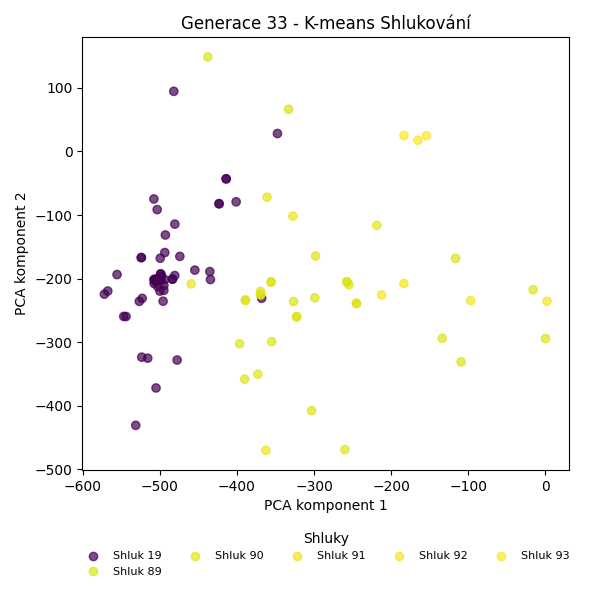 Generace 33 - K-means Shlukování
PCA komponent 2
100
0
−100
−200
−300
−400
−500
−600 −500 −400 −300 −200 −100 0
PCA komponent 1
Shluky
Shluk 19 Shluk 90 Shluk 91 Shluk 92 Shluk 93
Shluk 89